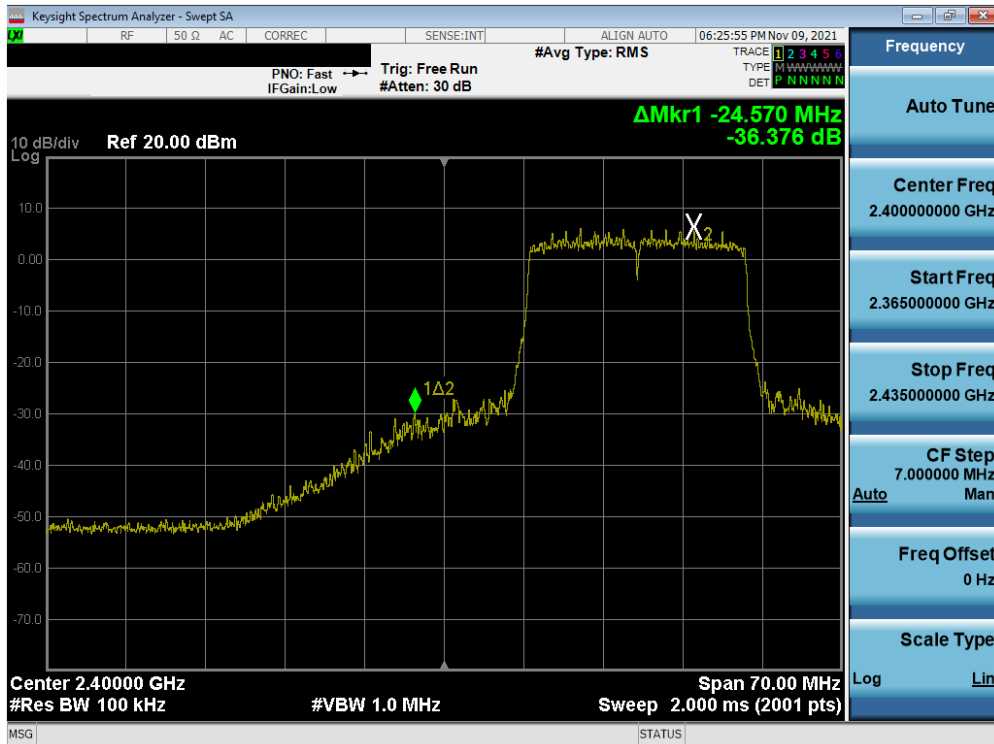 Keysight Spectrum Analyzer - Swept SA
LXI RF 50 Ω AC CORREC SENSE:INT ALIGN AUTO 06:25:55 PM Nov 09, 2021
PNO: Fast Trig: Free Run #Avg Type: RMS TRACE 1 2 3 4 5 6
IFGain:Low #Atten: 30 dB TYPE M W W W W W
DET P N N N N N
ΔMkr1 -24.570 MHz
-36.376 dB
10 dB/div Ref 20.00 dBm
Log
10.0
0.00
-10.0
-20.0
-30.0
-40.0
-50.0
-60.0
-70.0
X2
1Δ2
Center 2.40000 GHz Span 70.00 MHz
#Res BW 100 kHz #VBW 1.0 MHz Sweep 2.000 ms (2001 pts)
MSG STATUS
Frequency
Auto Tune
Center Freq
2.400000000 GHz
Start Freq
2.365000000 GHz
Stop Freq
2.435000000 GHz
CF Step
7.000000 MHz
Auto Man
Freq Offset
0 Hz
Scale Type
Log Lin